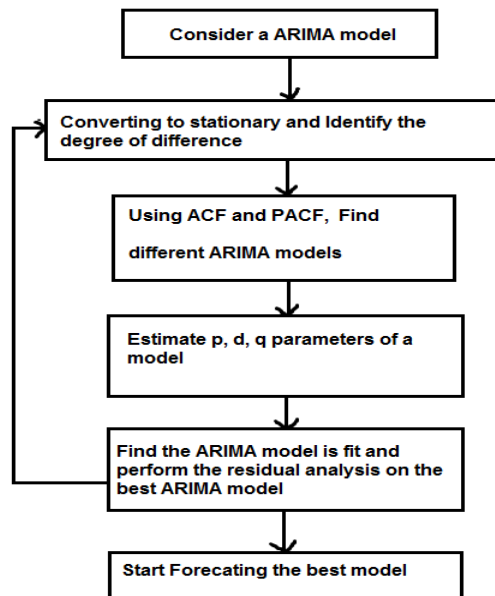 Consider a ARIMA model
Converting to stationary and Identify the
degree of difference
Using ACF and PACF, Find
different ARIMA models
Estimate p, d, q parameters of a
model
Find the ARIMA model is fit and
perform the residual analysis on the
best ARIMA model
Start Forecating the best model